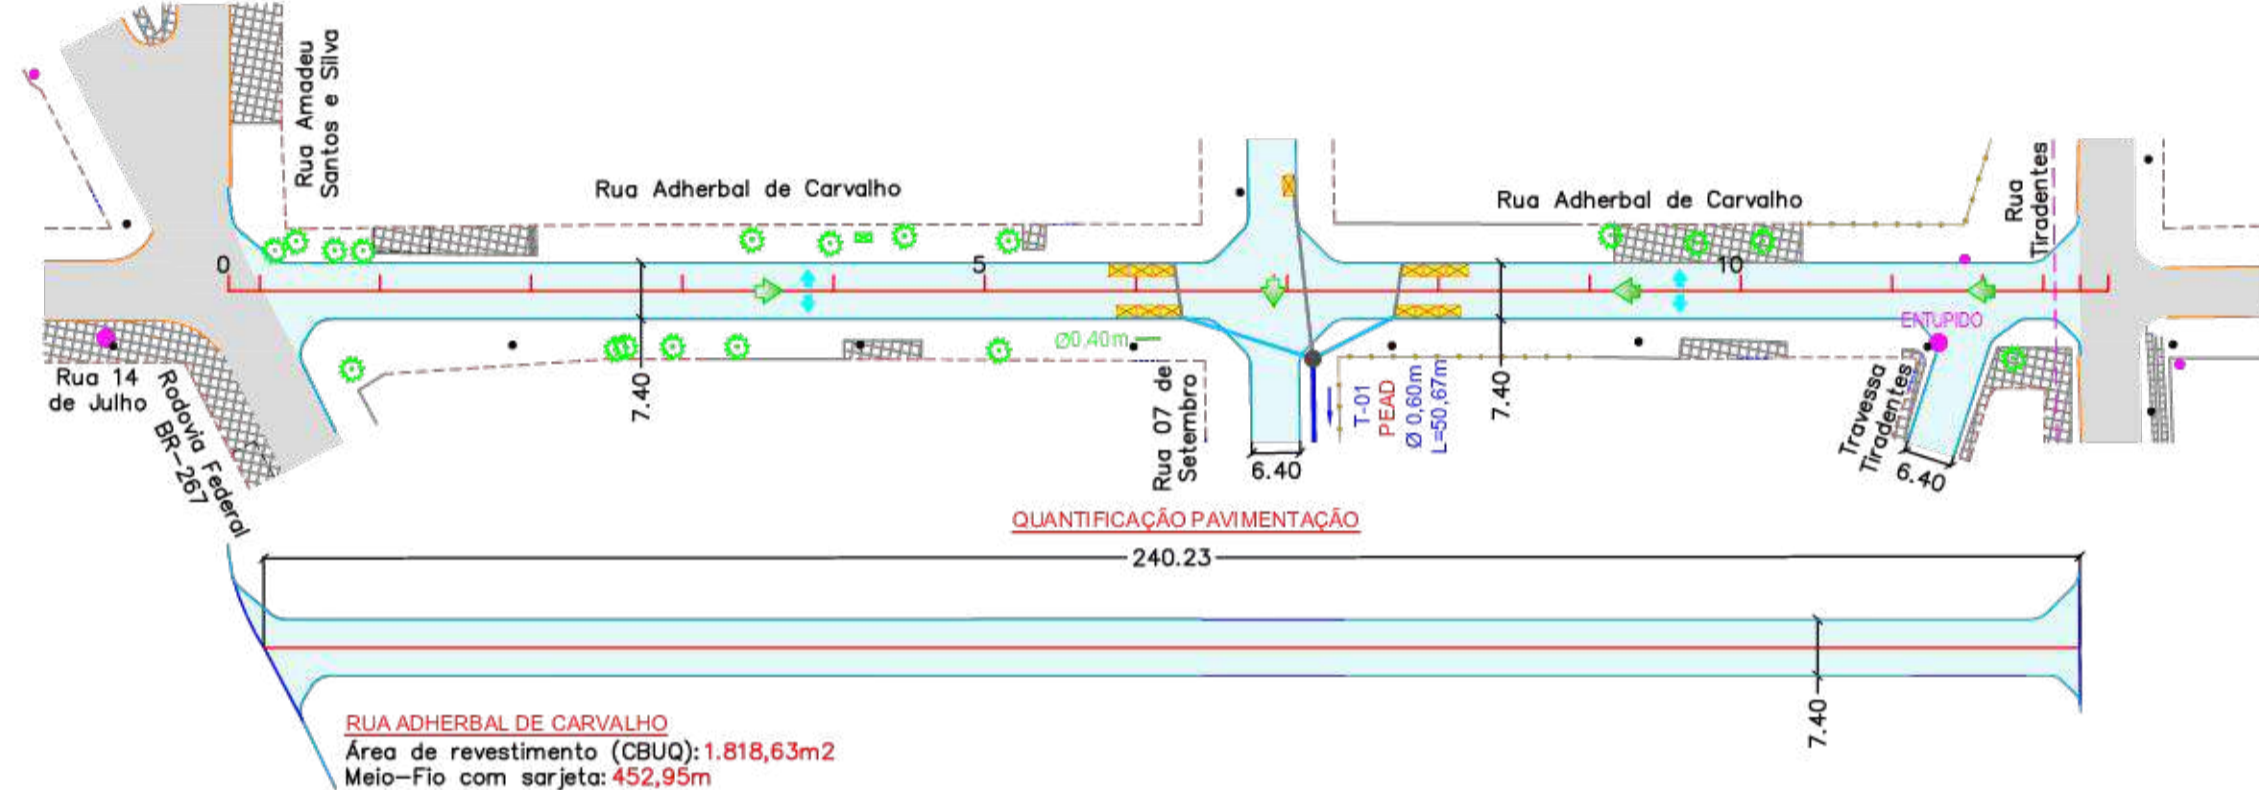 Rua Amadeu
Santos e Silva
Rua Adherbal de Carvalho
Rua Adherbal de Carvalho
Rua
Tiradentes
0
5
10
ENTUPIDO
Ø0,40m
Rua 14
de Julho
Rodovia Federal
BR-267
7.40
Rua 07 de
Setembro
6.40
T-01
PEAD
Ø 0,60m
L=50,67m
7.40
Travessa
Tiradentes
6.40
QUANTIFICAÇÃO PAVIMENTAÇÃO
240.23
7.40
RUA ADHERBAL DE CARVALHO
Área de revestimento (CBUQ): 1.818,63m2
Meio-Fio com sarjeta: 452,95m